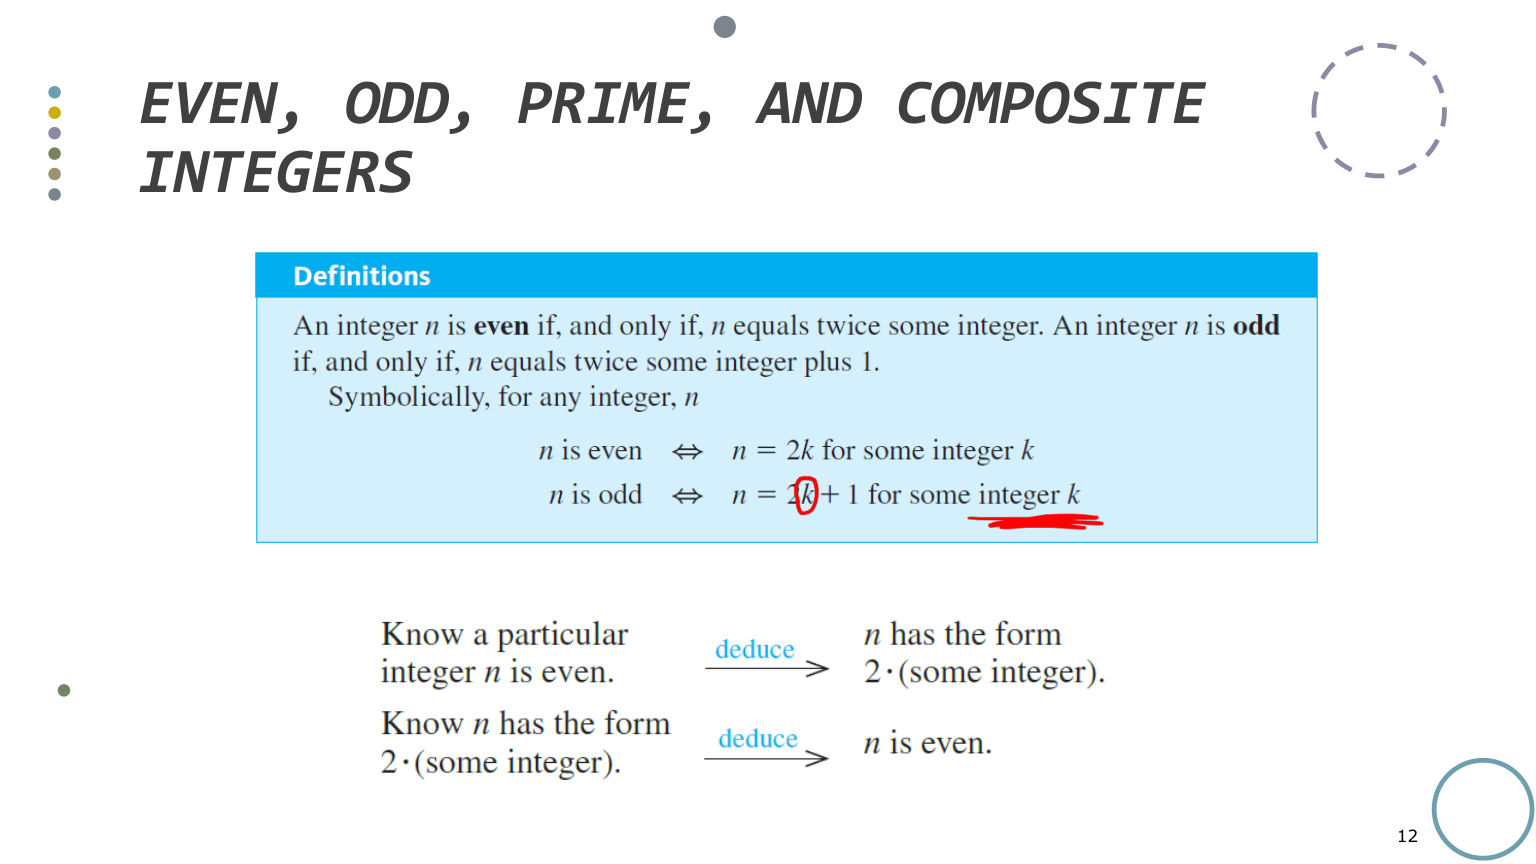 EVEN, ODD, PRIME, AND COMPOSITE
INTEGERS
Definitions
An integer n is even if, and only if, n equals twice some integer. An integer n is odd
if, and only if, n equals twice some integer plus 1.
Symbolically, for any integer, n
n is even ⇔ n = 2k for some integer k
n is odd ⇔ n = 2k + 1 for some integer k
Know a particular
integer n is even.
deduce
n has the form
2·(some integer).
Know n has the form
2·(some integer).
deduce
n is even.
12